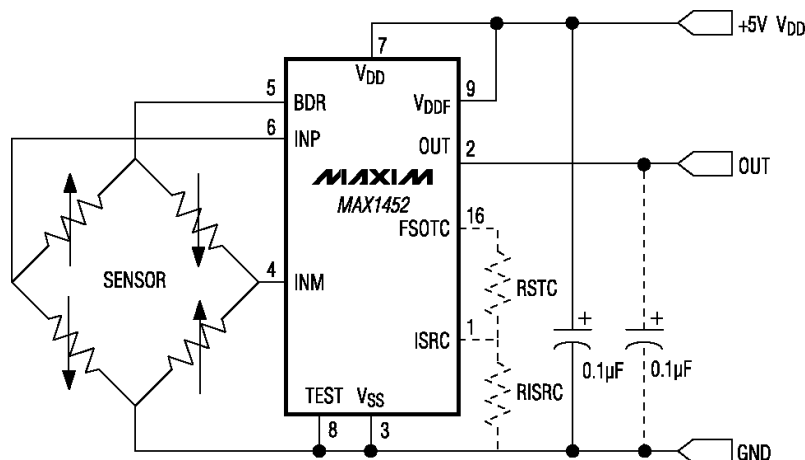 +5V VDD
7
VDD
5
BDR
9
VDDF
6
INP
OUT
2
OUT
MAXIM
MAX1452
FSOTC
16
RSTC
SENSOR
4
INM
ISRC
1
+
0.1μF
+
0.1μF
RISRC
TEST
VSS
8
3
GND